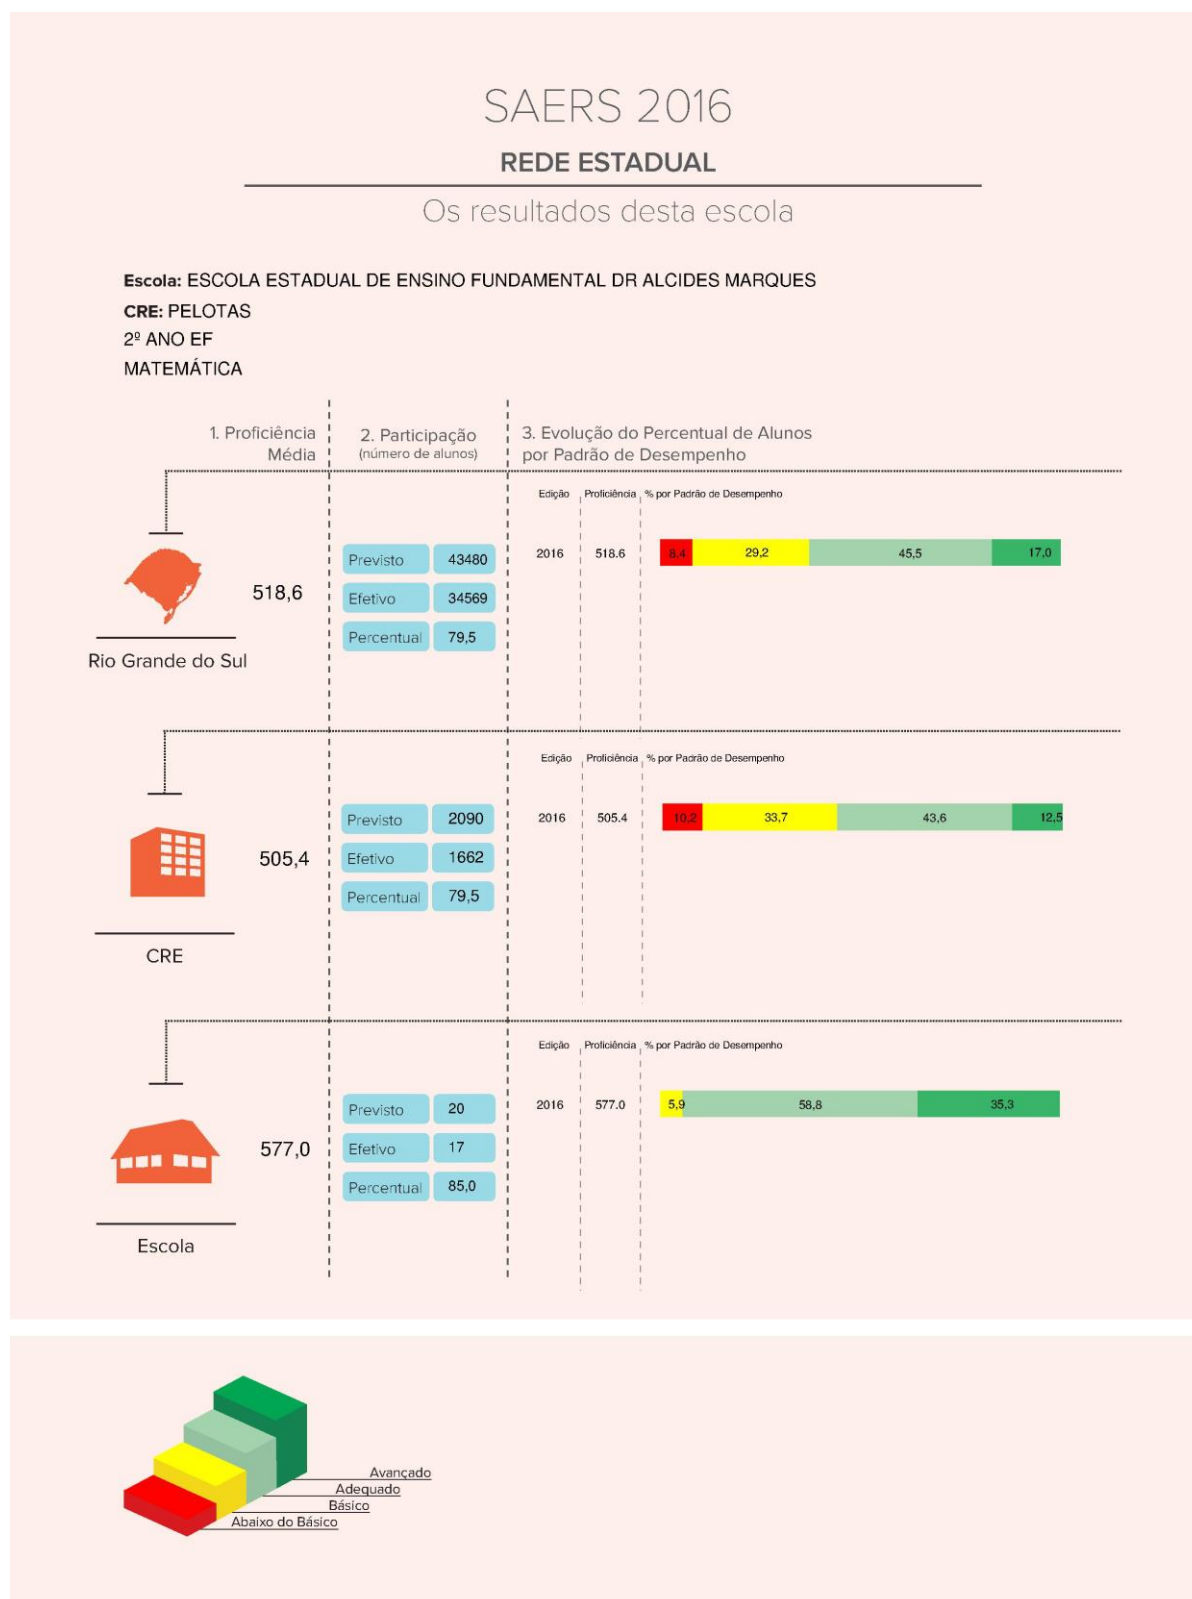 SAERS 2016
REDE ESTADUAL
Os resultados desta escola
Escola: ESCOLA ESTADUAL DE ENSINO FUNDAMENTAL DR ALCIDES MARQUES
CRE: PELOTAS
2º ANO EF
MATEMÁTICA
1. Proficiência
Média
2. Participação
(número de alunos)
3. Evolução do Percentual de Alunos
por Padrão de Desempenho
Edição Proficiência % por Padrão de Desempenho
Previsto 43480
Efetivo 34569
Percentual 79,5
518,6
Rio Grande do Sul
2016 518.6 8,4 29,2 45,5 17,0
Edição Proficiência % por Padrão de Desempenho
Previsto 2090
Efetivo 1662
Percentual 79,5
505,4
CRE
2016 505.4 10,2 33,7 43,6 12,5
Edição Proficiência % por Padrão de Desempenho
Previsto 20
Efetivo 17
Percentual 85,0
577,0
Escola
2016 577.0 5,9 58,8 35,3
Avançado
Adequado
Básico
Abaixo do Básico